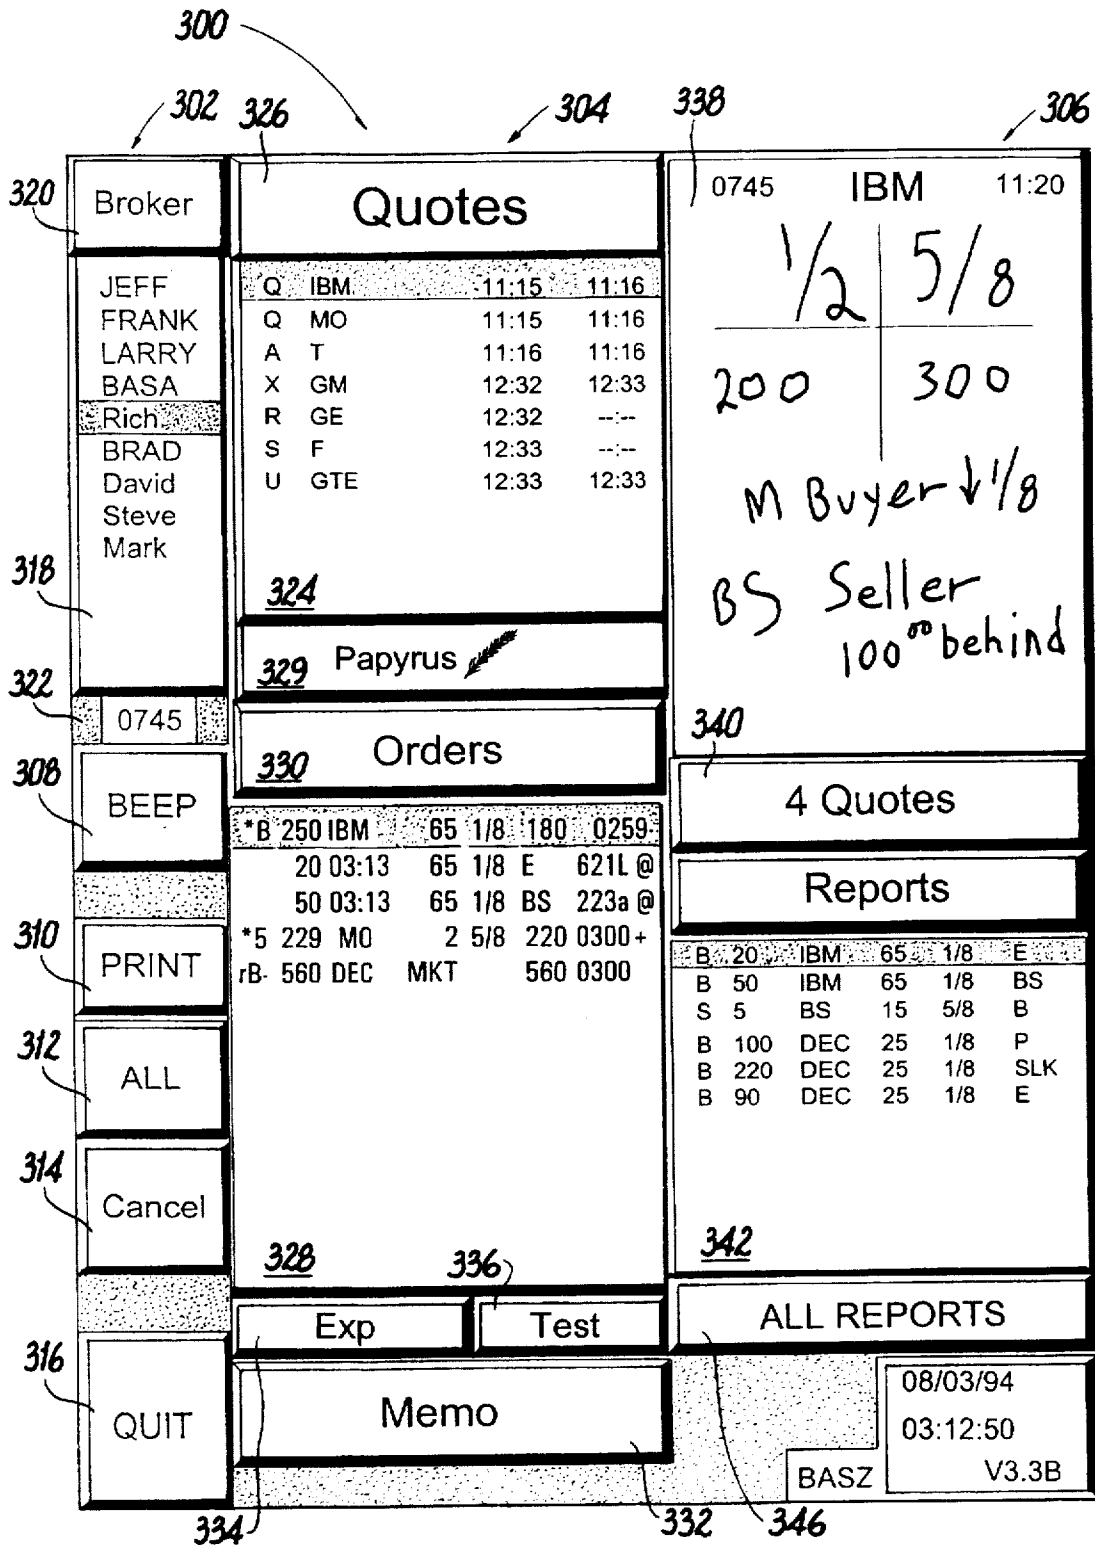 300
302 326 304 338 306
320 Broker
JEFF
FRANK
LARRY
BASA
Rich
BRAD
David
Steve
Mark
318
322 0745
308 BEEP
310 PRINT
312 ALL
314 Cancel
316 QUIT
Quotes
Q IBM 11:15 11:16
Q MO 11:15 11:16
A T 11:16 11:16
X GM 12:32 12:33
R GE 12:32 --:--
S F 12:33 --:--
U GTE 12:33 12:33
324
329 Papyrus
330 Orders
*B 250 IBM 65 1/8 180 0259-
20 03:13 65 1/8 E 621L @
50 03:13 65 1/8 BS 223a @
*5 229 MO 2 5/8 220 0300+
rB- 560 DEC MKT 560 0300
328 336
Exp Test
Memo
334 332 346
0745 IBM 11:20
1/2 5/8
200 300
M Buyer ↓ 1/8
BS Seller
100⁰⁰ behind
340
4 Quotes
Reports
B 20 IBM 65 1/8 E
B 50 IBM 65 1/8 BS
S 5 BS 15 5/8 B
B 100 DEC 25 1/8 P
B 220 DEC 25 1/8 SLK
B 90 DEC 25 1/8 E
342
ALL REPORTS
08/03/94
03:12:50
BASZ V3.3B